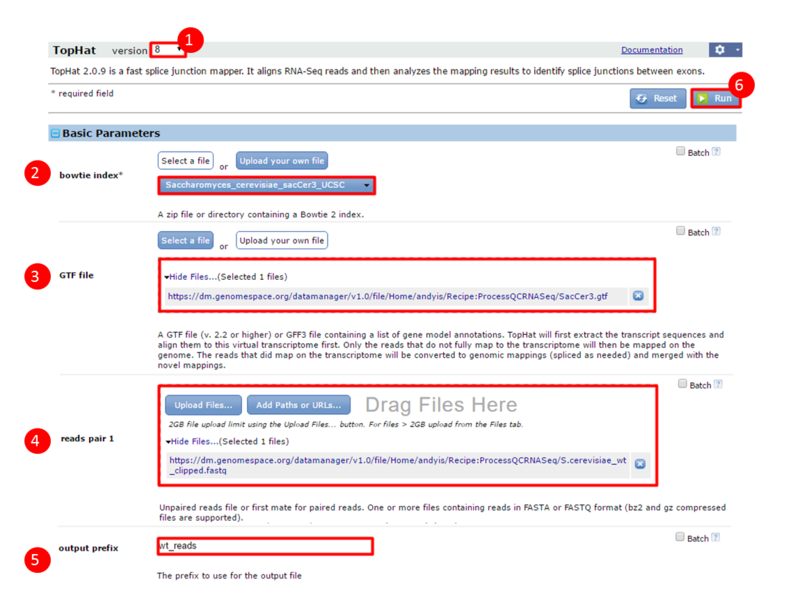 1
TopHat version 8 Documentation
TopHat 2.0.9 is a fast splice junction mapper. It aligns RNA-Seq reads and then analyzes the mapping results to identify splice junctions between exons.
6
* required field Reset Run
Basic Parameters
Batch ?
Select a file or Upload your own file
2
bowtie index*
Saccharomyces_cerevisiae_sacCer3_UCSC
A zip file or directory containing a Bowtie 2 index.
Batch ?
Select a file or Upload your own file
3
GTF file
Hide Files...(Selected 1 files)
https://dm.genomespace.org/datamanager/v1.0/file/Home/andyis/Recipe:ProcessQCRNASeq/SacCer3.gtf
A GTF file (v. 2.2 or higher) or GFF3 file containing a list of gene model annotations. TopHat will first extract the transcript sequences and
align them to this virtual transcriptome first. Only the reads that do not fully map to the transcriptome will then be mapped on the
genome. The reads that did map on the transcriptome will be converted to genomic mappings (spliced as needed) and merged with the
novel mappings.
Batch ?
Upload Files... Add Paths or URLs... Drag Files Here
2GB file upload limit using the Upload Files... button. For files > 2GB upload from the Files tab.
4
reads pair 1
Hide Files...(Selected 1 files)
https://dm.genomespace.org/datamanager/v1.0/file/Home/andyis/Recipe:ProcessQCRNASeq/S.cerevisiae_wt
_clipped.fastq
Unpaired reads file or first mate for paired reads. One or more files containing reads in FASTA or FASTQ format (bz2 and gz compressed
files are supported).
Batch ?
5
output prefix
wt_reads
The prefix to use for the output file